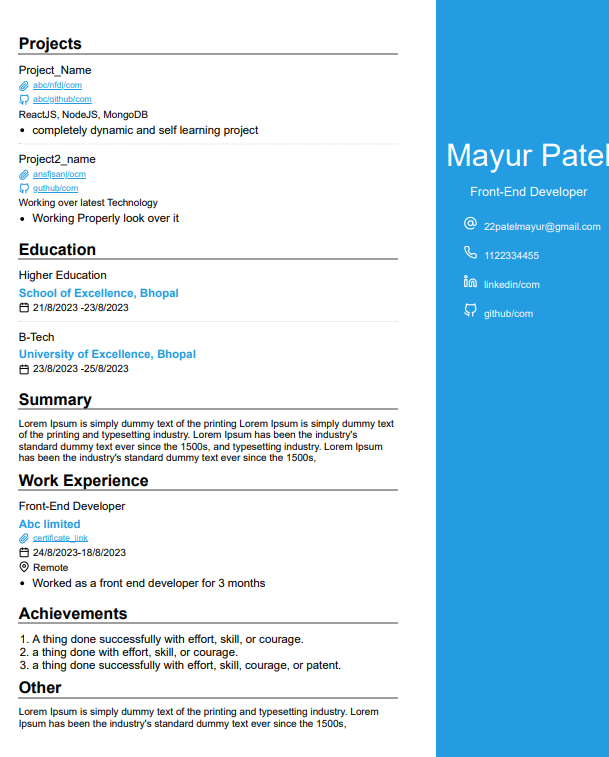 Projects
Project_Name
abc/nfdj/com
abc/github/com
ReactJS, NodeJS, MongoDB
• completely dynamic and self learning project
Project2_name
ansfjsanj/com
guthub/com
Working over latest Technology
• Working Properly look over it
Education
Higher Education
School of Excellence, Bhopal
21/8/2023 -23/8/2023
B-Tech
University of Excellence, Bhopal
23/8/2023 -25/8/2023
Summary
Lorem Ipsum is simply dummy text of the printing Lorem Ipsum is simply dummy text
of the printing and typesetting industry. Lorem Ipsum has been the industry's
standard dummy text ever since the 1500s, and typesetting industry. Lorem Ipsum
has been the industry's standard dummy text ever since the 1500s,
Work Experience
Front-End Developer
Abc limited
certificate_link
24/8/2023-18/8/2023
Remote
• Worked as a front end developer for 3 months
Achievements
1. A thing done successfully with effort, skill, or courage.
2. a thing done with effort, skill, or courage.
3. a thing done successfully with effort, skill, courage, or patent.
Other
Lorem Ipsum is simply dummy text of the printing and typesetting industry. Lorem
Ipsum has been the industry's standard dummy text ever since the 1500s,
Mayur Patel
Front-End Developer
22patelmayur@gmail.com
1122334455
linkedin/com
github/com